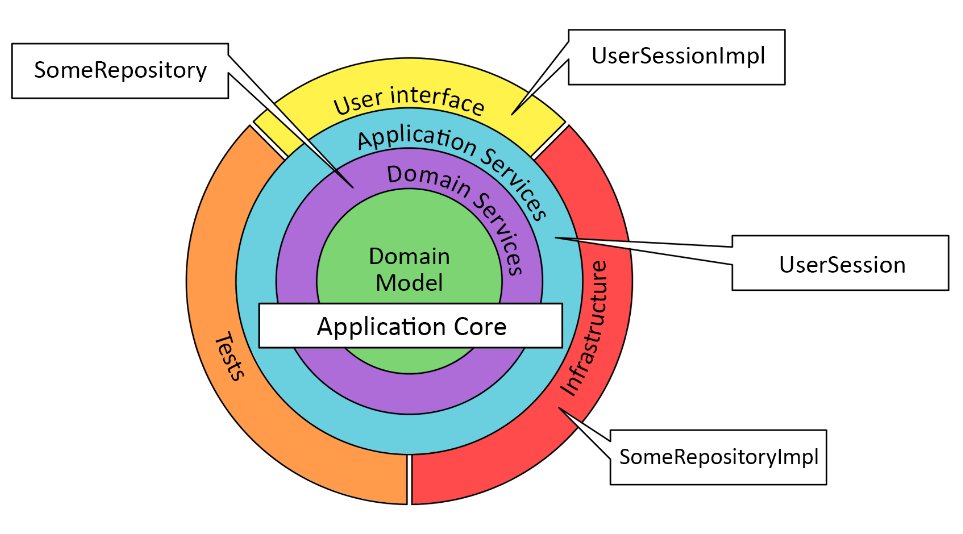 UserSessionImpl
SomeRepository
User interface
Application Services
Domain Services
Domain
Model
UserSession
Application Core
Infrastructure
Tests
SomeRepositoryImpl